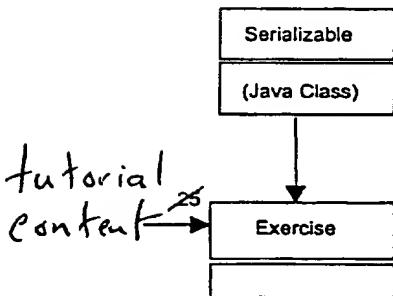 Serializable
(Java Class)
tutorial
content 25
Exercise